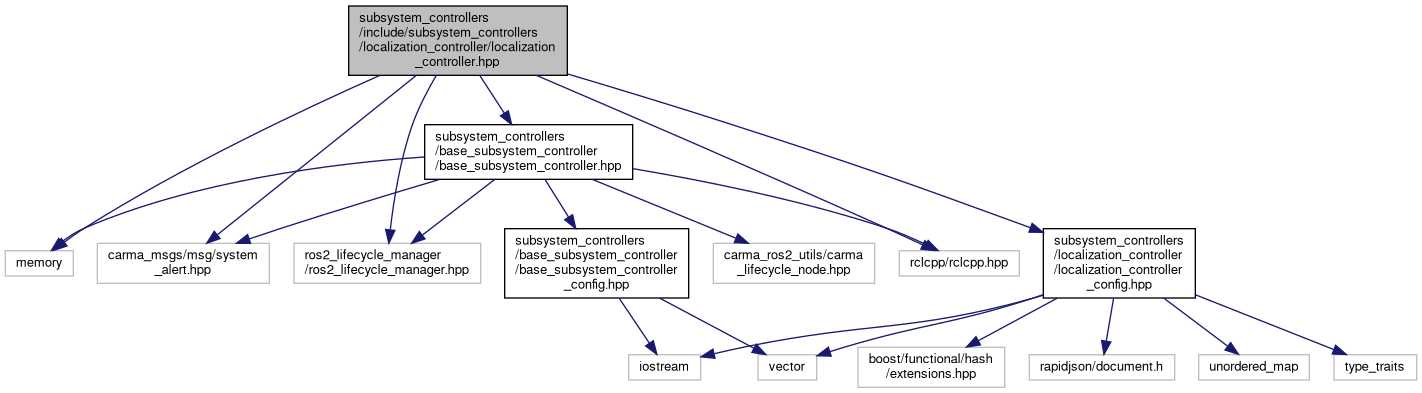 subsystem_controllers
/include/subsystem_controllers
/localization_controller/localization
_controller.hpp
subsystem_controllers
/base_subsystem_controller
/base_subsystem_controller.hpp
memory
carma_msgs/msg/system
_alert.hpp
ros2_lifecycle_manager
/ros2_lifecycle_manager.hpp
subsystem_controllers
/base_subsystem_controller
/base_subsystem_controller
_config.hpp
carma_ros2_utils/carma
_lifecycle_node.hpp
rclcpp/rclcpp.hpp
subsystem_controllers
/localization_controller
/localization_controller
_config.hpp
iostream
vector
boost/functional/hash
/extensions.hpp
rapidjson/document.h
unordered_map
type_traits